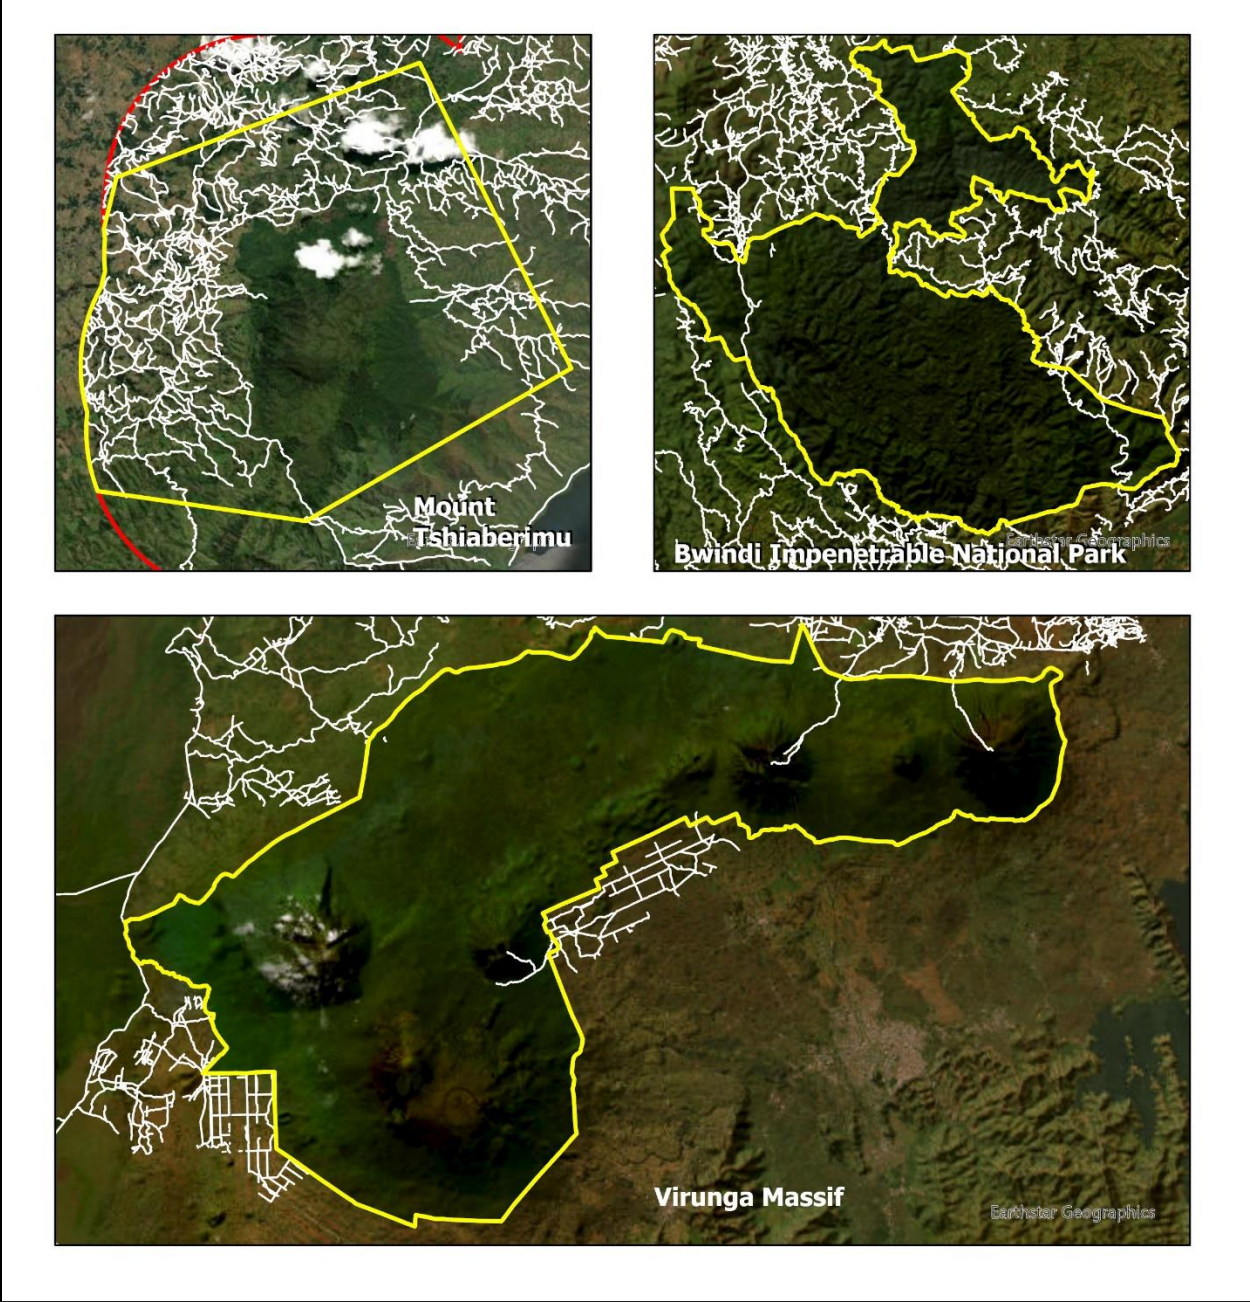 Mount
Tshiaberimu
Earthstar Geographics
Bwindi Impenetrable National Park
Virunga Massif
Earthstar Geographics